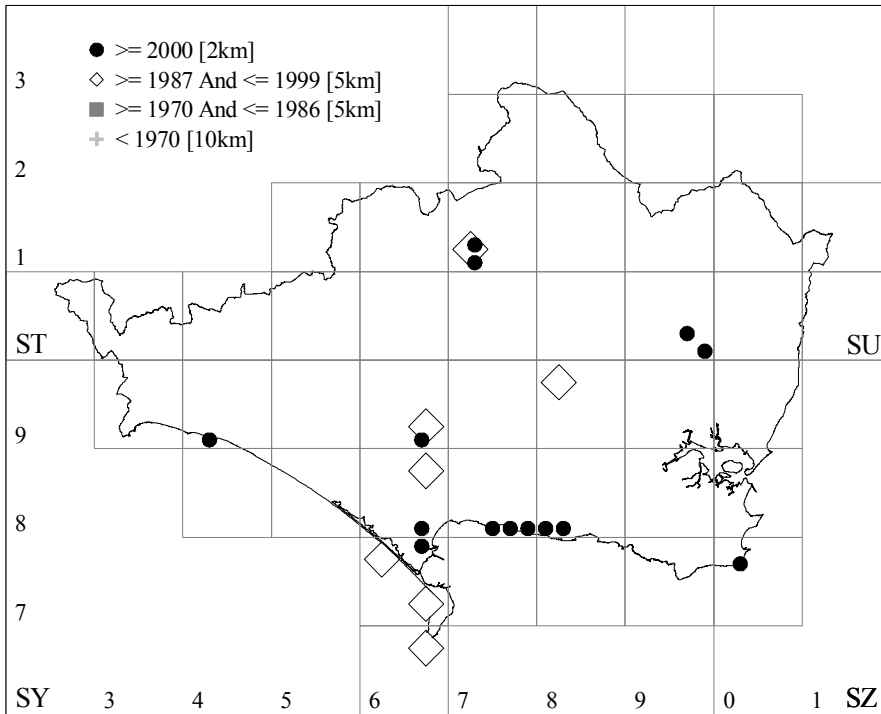 >= 2000 [2km]
>= 1987 And <= 1999 [5km]
>= 1970 And <= 1986 [5km]
< 1970 [10km]
3
2
1
ST
SU
9
8
7
SY 3 4 5 6 7 8 9 0 1 SZ